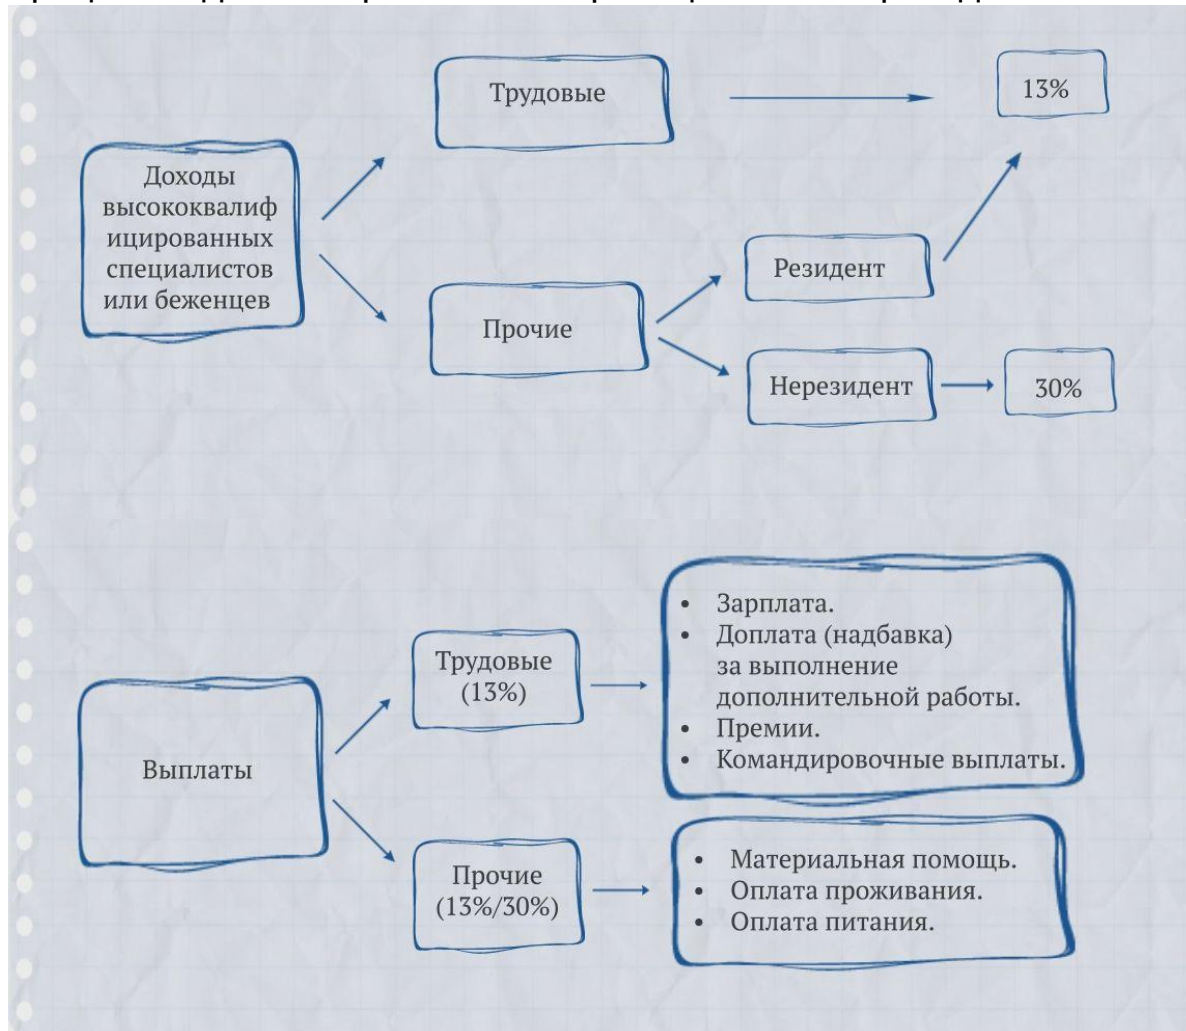 Трудовые
13%
Доходы
высококвалиф
ицированных
специалистов
или беженцев
Резидент
Прочие
Нерезидент
30%
Зарплата.
Доплата (надбавка)
за выполнение
дополнительной работы.
Премии.
Командировочные выплаты.
Трудовые
(13%)
Выплаты
Прочие
(13%/30%)
Материальная помощь.
Оплата проживания.
Оплата питания.